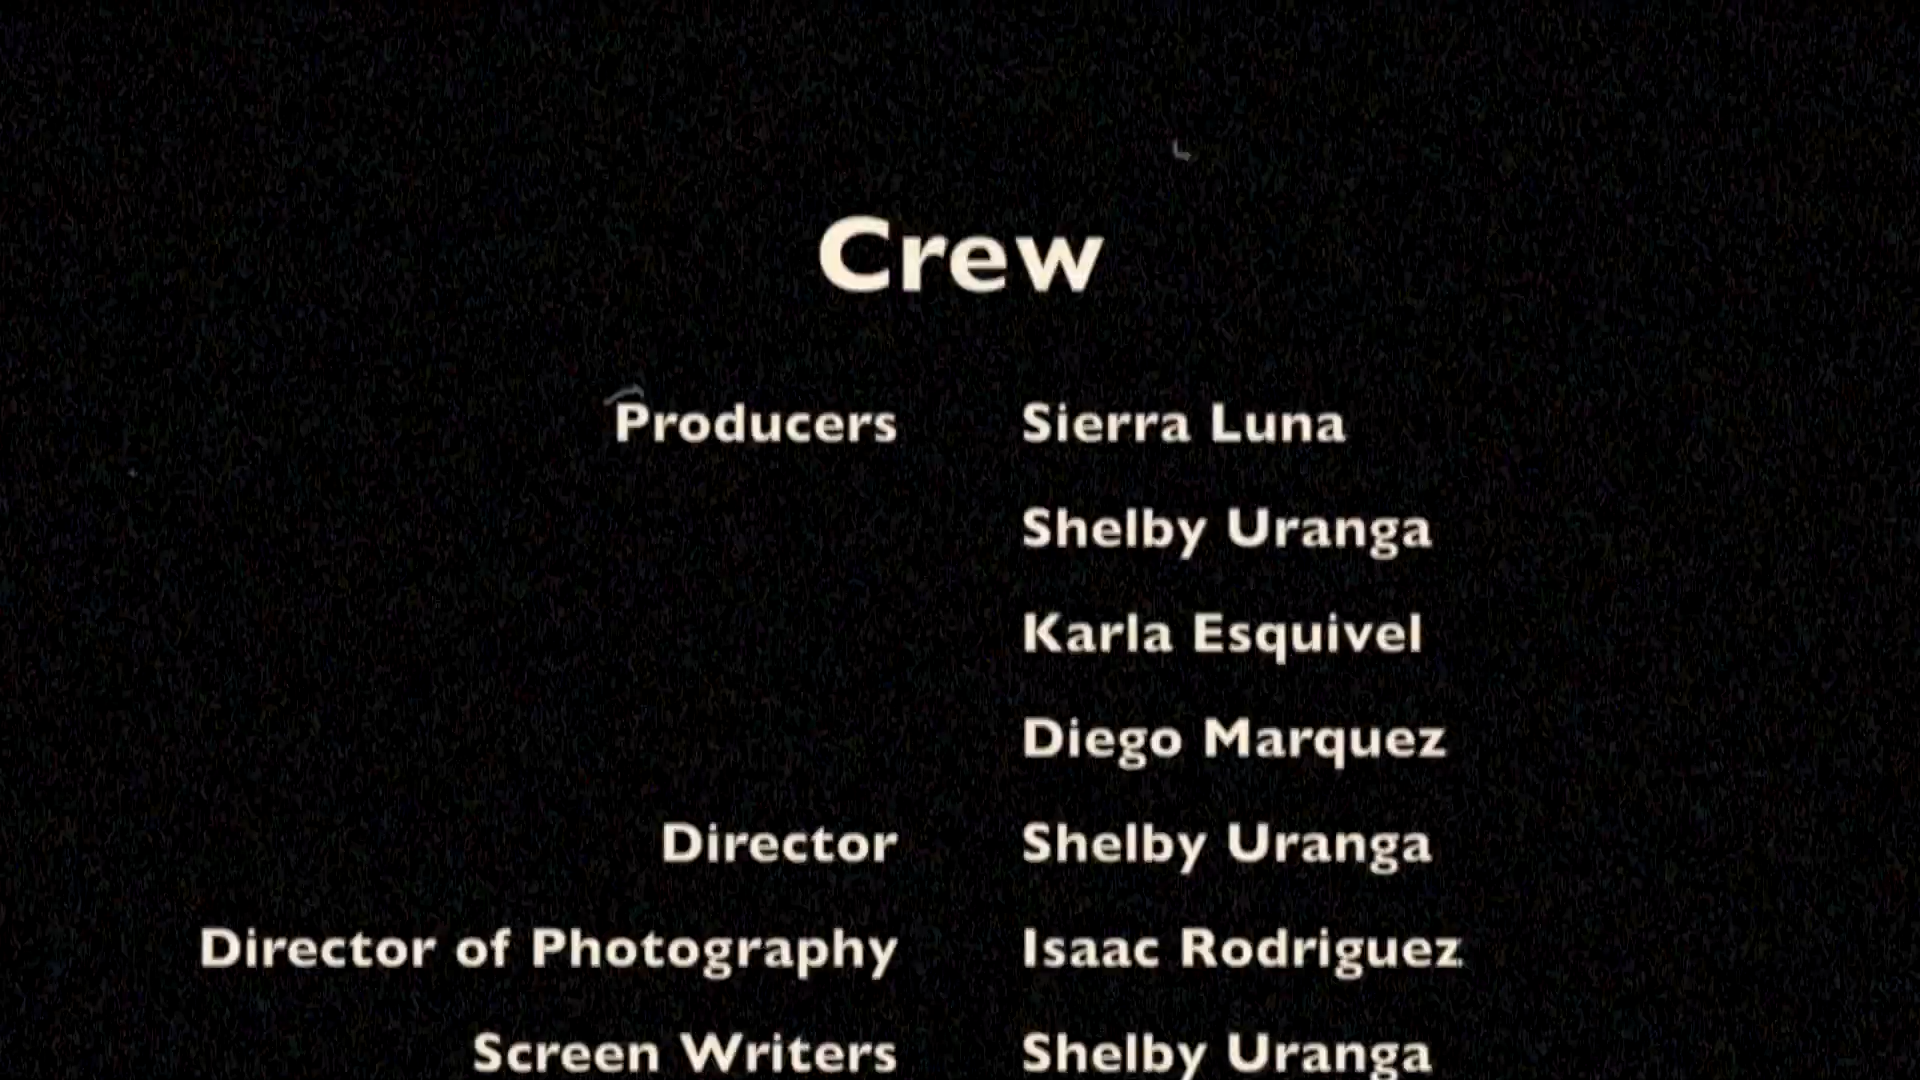 Crew
Producers Sierra Luna
Shelby Uranga
Karla Esquivel
Diego Marquez
Director Shelby Uranga
Director of Photography Isaac Rodriguez
Screen Writers Shelby Uranga